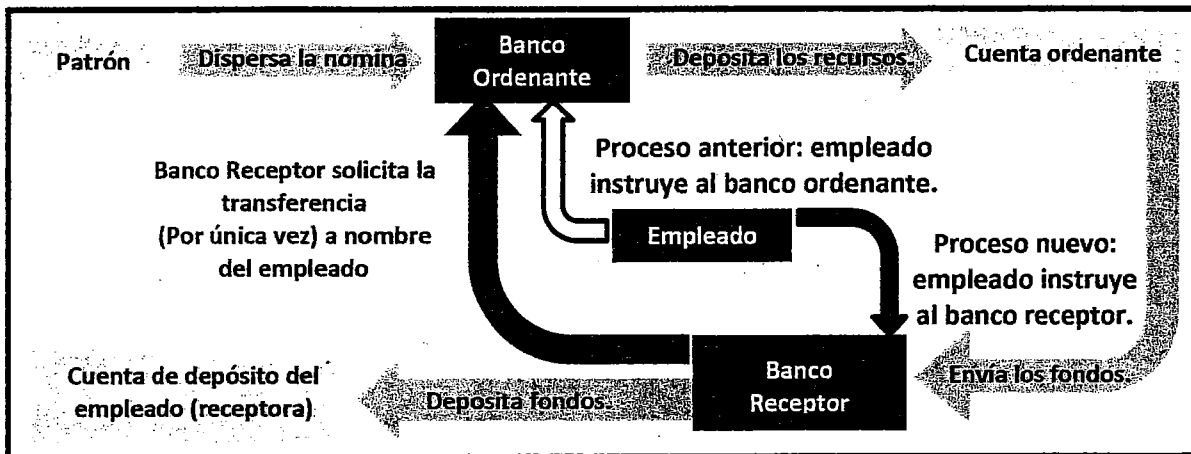 Patrón
Dispersa la nómina
Banco
Ordenante
Deposita los recursos.
Cuenta ordenante
Banco Receptor solicita la
transferencia
(Por única vez) a nombre
del empleado
Proceso anterior: empleado
instruye al banco ordenante.
Empleado
Proceso nuevo:
empleado instruye
al banco receptor.
Cuenta de depósito del
empleado (receptora)
Deposita fondos.
Banco
Receptor
Envía los fondos.